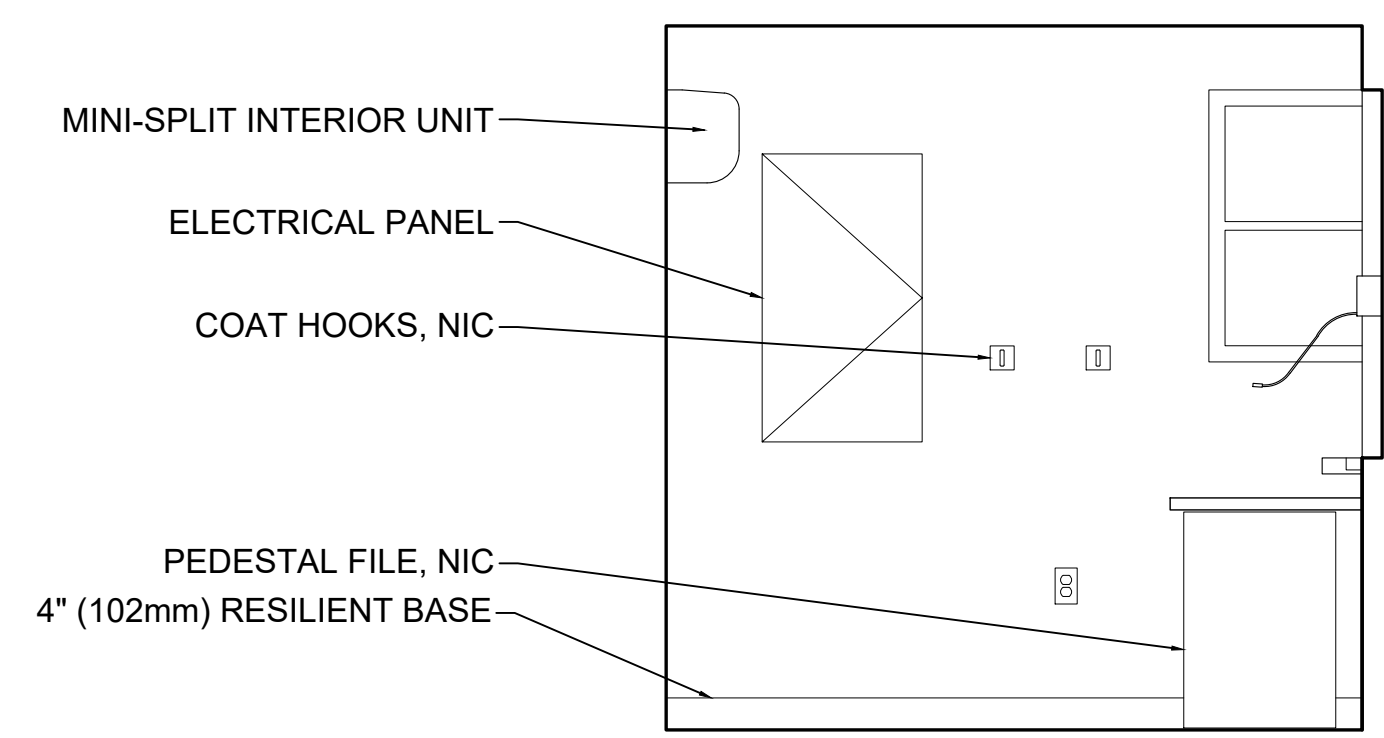 MINI-SPLIT INTERIOR UNIT
ELECTRICAL PANEL
COAT HOOKS, NIC
PEDESTAL FILE, NIC
4" (102mm) RESILIENT BASE